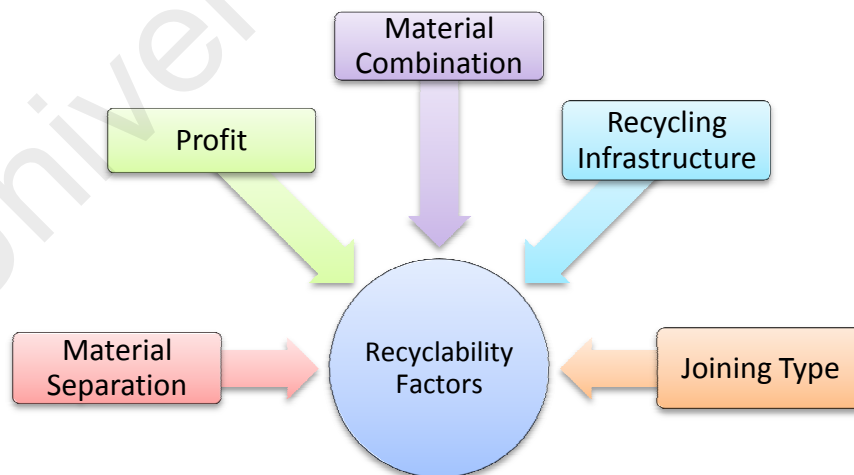 Material
Combination
Profit
Recycling
Infrastructure
Material
Separation
Recyclability
Factors
Joining Type